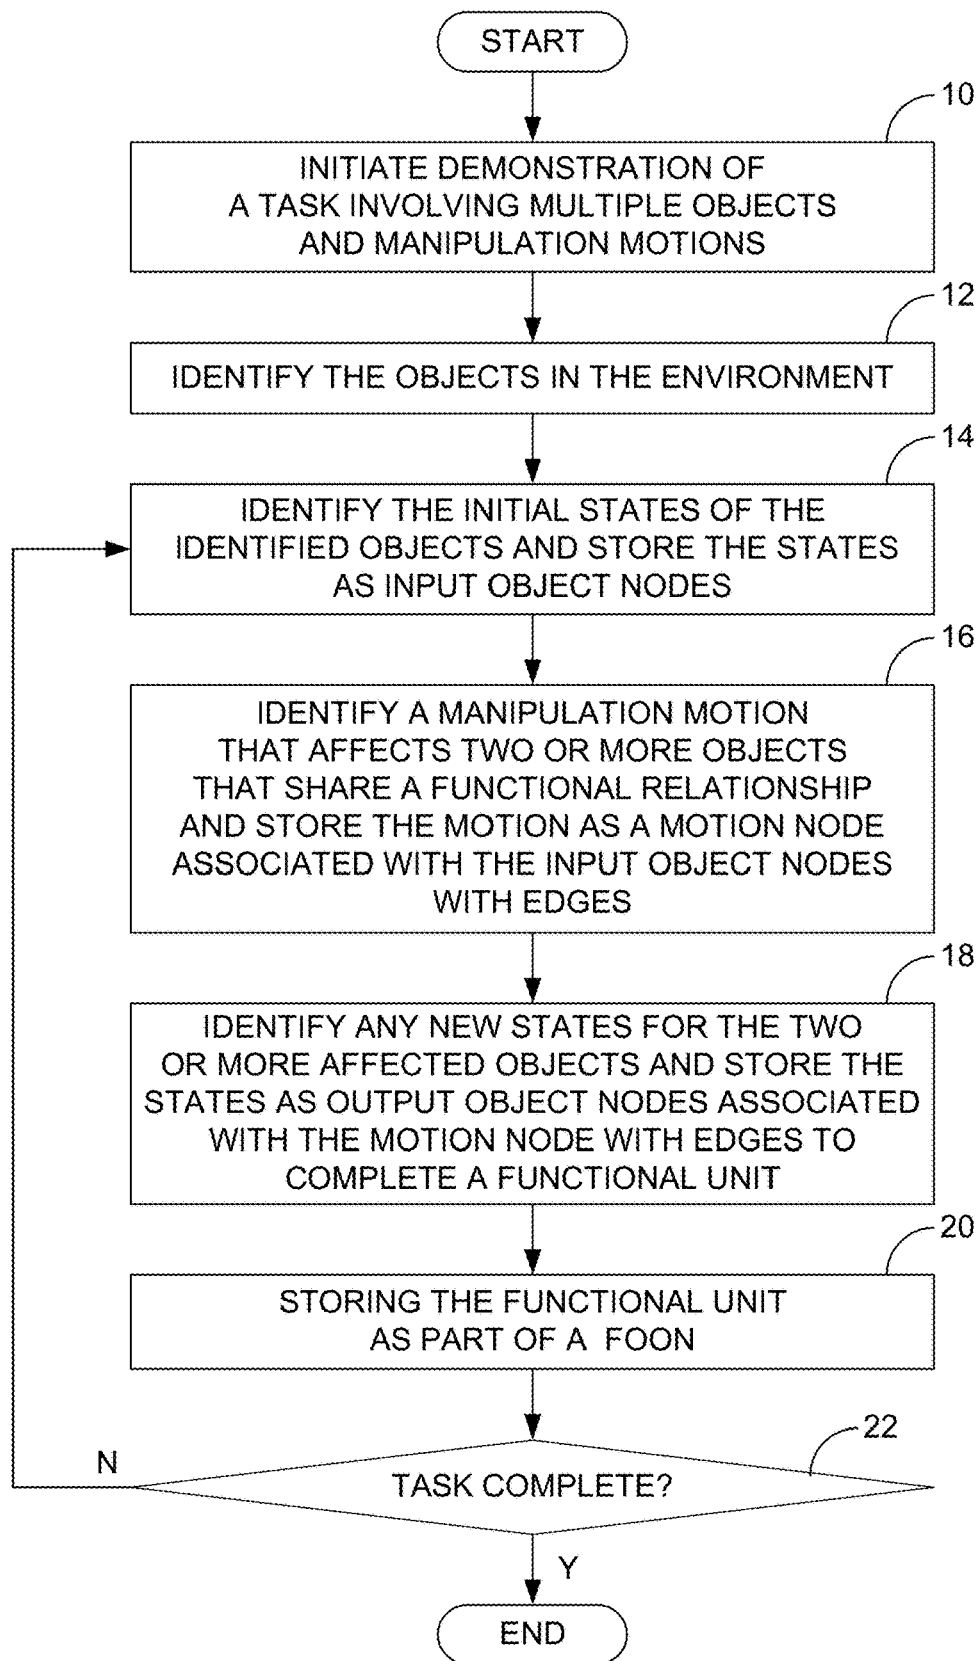 START
10
INITIATE DEMONSTRATION OF
A TASK INVOLVING MULTIPLE OBJECTS
AND MANIPULATION MOTIONS
12
IDENTIFY THE OBJECTS IN THE ENVIRONMENT
14
IDENTIFY THE INITIAL STATES OF THE
IDENTIFIED OBJECTS AND STORE THE STATES
AS INPUT OBJECT NODES
16
IDENTIFY A MANIPULATION MOTION
THAT AFFECTS TWO OR MORE OBJECTS
THAT SHARE A FUNCTIONAL RELATIONSHIP
AND STORE THE MOTION AS A MOTION NODE
ASSOCIATED WITH THE INPUT OBJECT NODES
WITH EDGES
18
IDENTIFY ANY NEW STATES FOR THE TWO
OR MORE AFFECTED OBJECTS AND STORE THE
STATES AS OUTPUT OBJECT NODES ASSOCIATED
WITH THE MOTION NODE WITH EDGES TO
COMPLETE A FUNCTIONAL UNIT
20
STORING THE FUNCTIONAL UNIT
AS PART OF A FOON
22
N
TASK COMPLETE?
Y
END